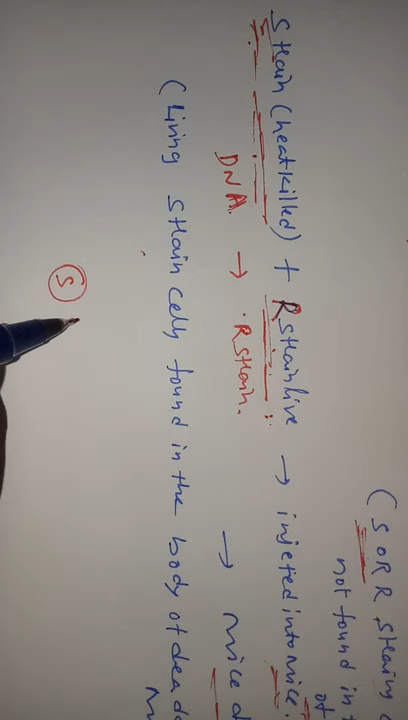 (S OR R strain
not found in
of
Strain (heat killed) + R strain live → injeted into mice.
DNA → R strain. → mice d
(Living strain cells found in the body of dead
S